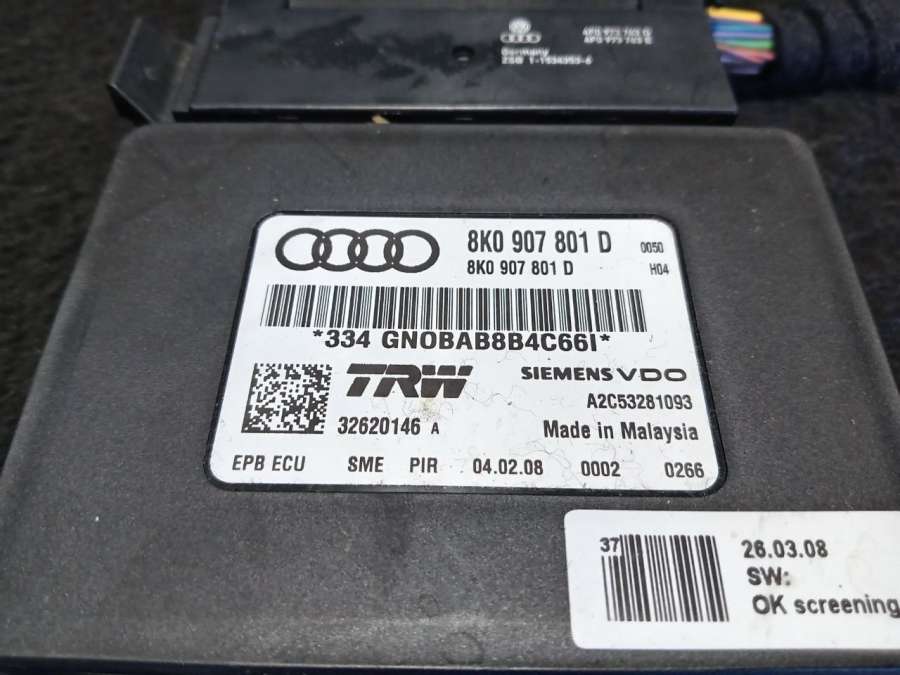 Germany
8K0 907 801 D 0050
8K0 907 801 D H04
*334 GN0BAB8B4C66I*
TRW SIEMENS VDO
32620146 A A2C53281093
Made in Malaysia
EPB ECU SME PIR 04.02.08 0002 0266
37 26.03.08
SW:
OK screening